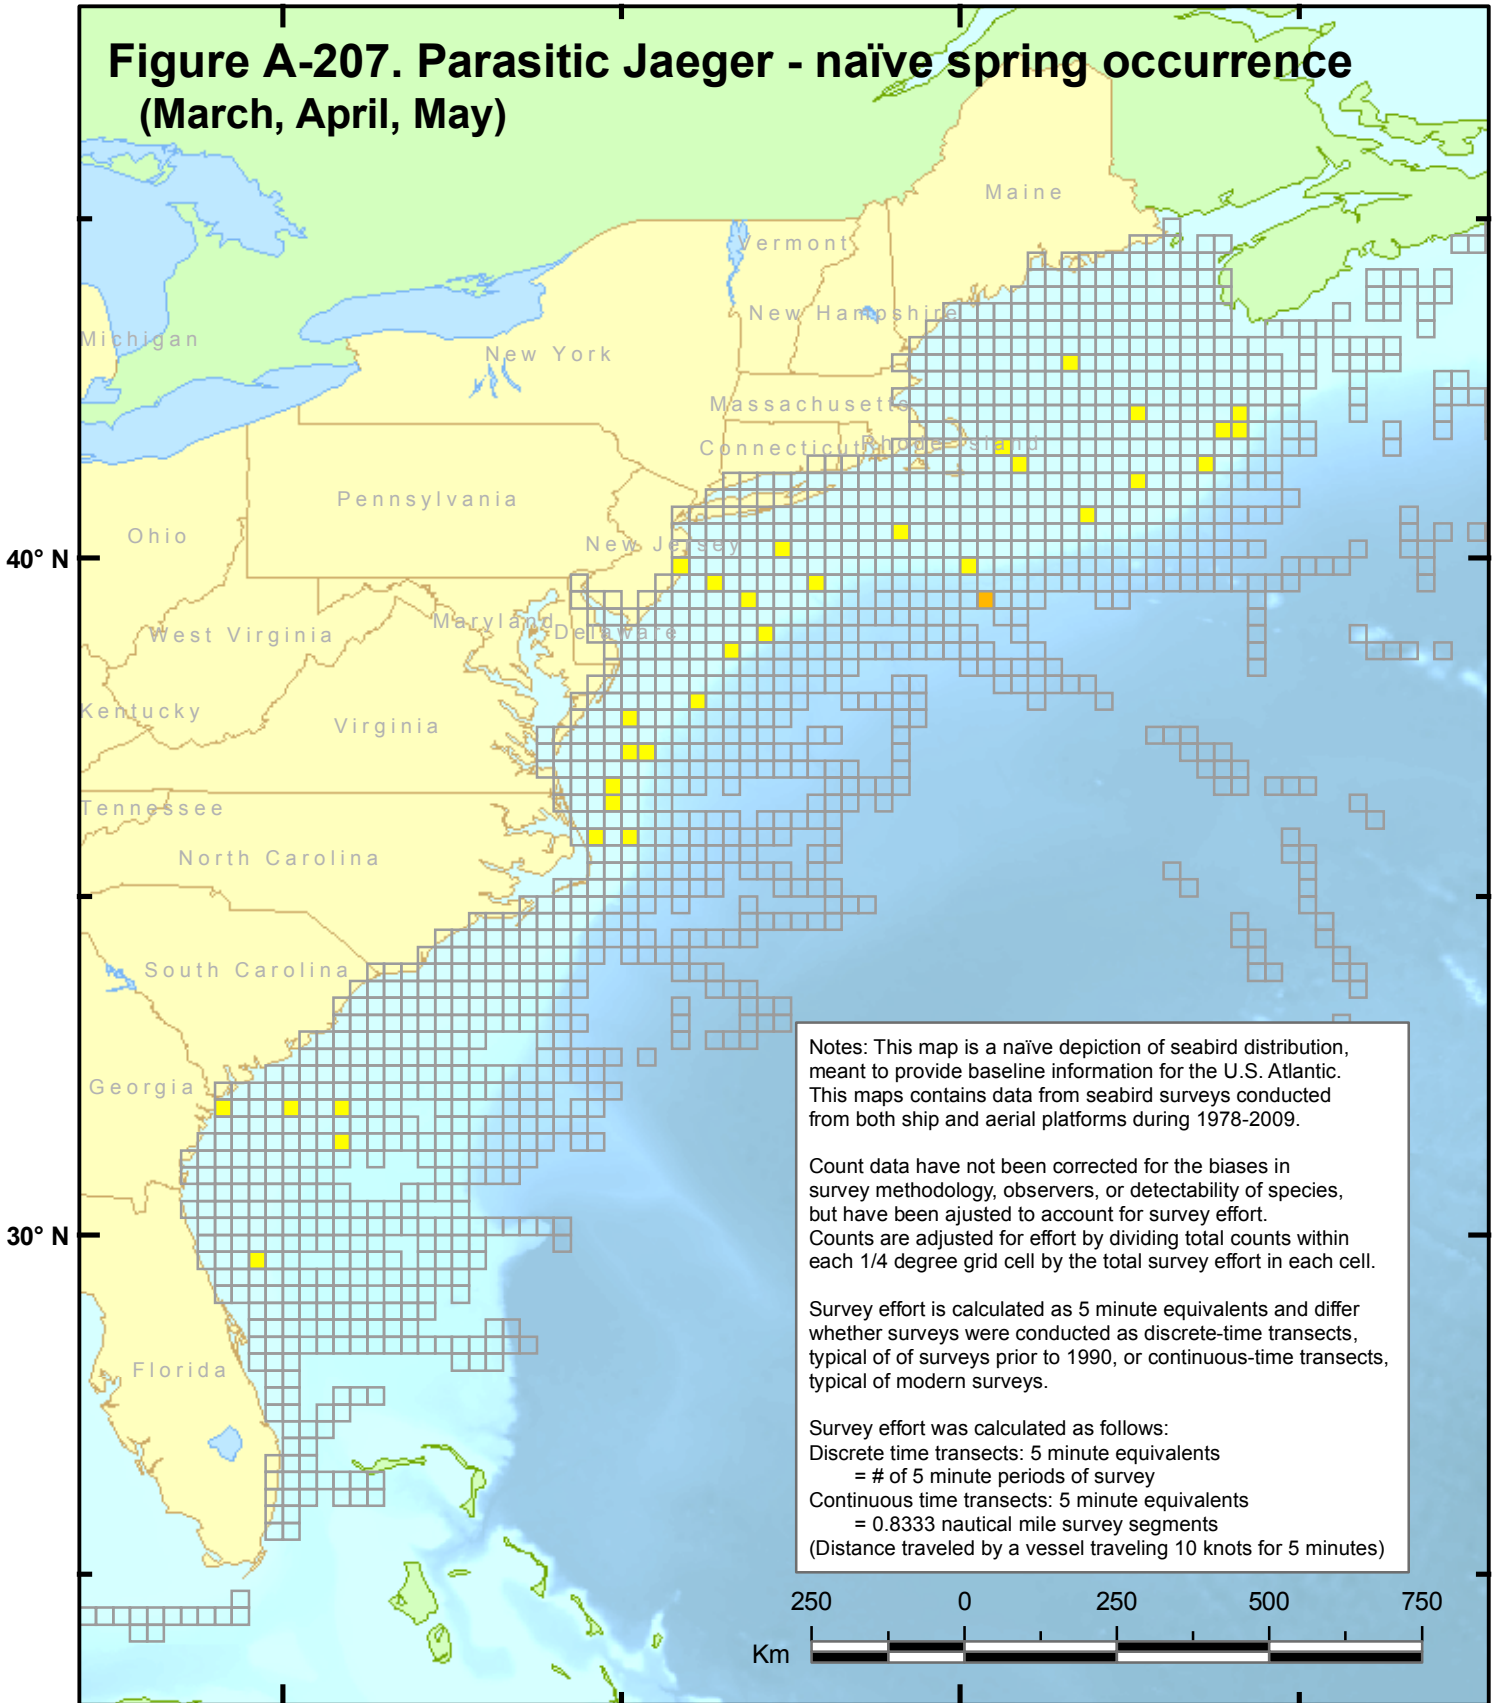 Figure A-207. Parasitic Jaeger - naïve spring occurrence
(March, April, May)
Maine
Vermont
New Hampshire
Michigan
New York
Massachusetts
Connecticut
Rhode Island
Pennsylvania
Ohio
New Jersey
40° N
West Virginia
Maryland
Delaware
Kentucky
Virginia
Tennessee
North Carolina
South Carolina
Georgia
30° N
Florida
Notes: This map is a naïve depiction of seabird distribution,
meant to provide baseline information for the U.S. Atlantic.
This maps contains data from seabird surveys conducted
from both ship and aerial platforms during 1978-2009.
Count data have not been corrected for the biases in
survey methodology, observers, or detectability of species,
but have been ajusted to account for survey effort.
Counts are adjusted for effort by dividing total counts within
each 1/4 degree grid cell by the total survey effort in each cell.
Survey effort is calculated as 5 minute equivalents and differ
whether surveys were conducted as discrete-time transects,
typical of of surveys prior to 1990, or continuous-time transects,
typical of modern surveys.
Survey effort was calculated as follows:
Discrete time transects: 5 minute equivalents
= # of 5 minute periods of survey
Continuous time transects: 5 minute equivalents
= 0.8333 nautical mile survey segments
(Distance traveled by a vessel traveling 10 knots for 5 minutes)
250 0 250 500 750
Km